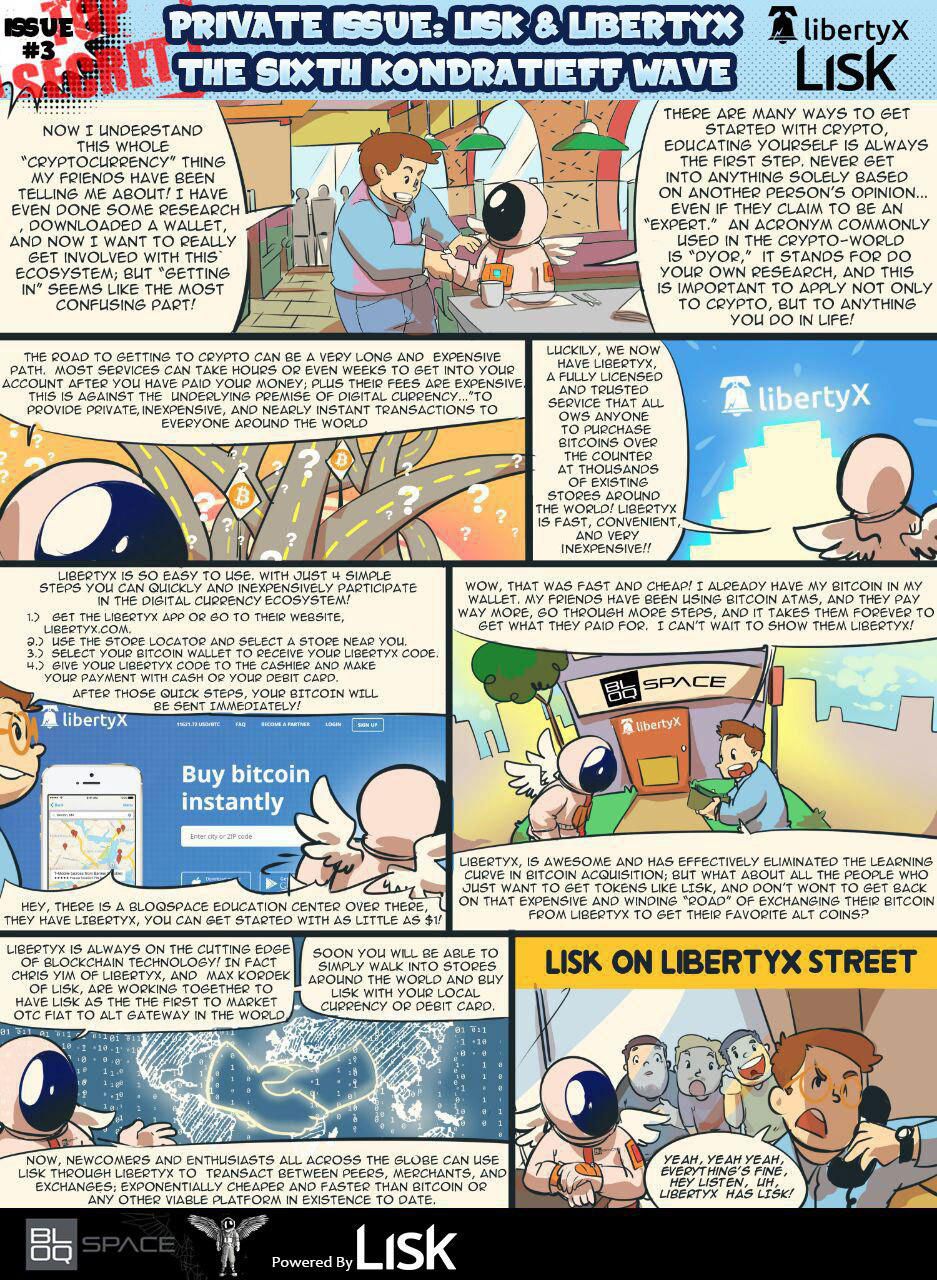 ISSUE
#3
TOP
SECRET!
PRIVATE ISSUE: LISK & LIBERTYX
THE SIXTH KONDRATIEFF WAVE
libertyX
LISK
NOW I UNDERSTAND
THIS WHOLE
"CRYPTOCURRENCY" THING
MY FRIENDS HAVE BEEN
TELLING ME ABOUT! I HAVE
EVEN DONE SOME RESEARCH
, DOWNLOADED A WALLET,
AND NOW I WANT TO REALLY
GET INVOLVED WITH THIS
ECOSYSTEM; BUT "GETTING
IN" SEEMS LIKE THE MOST
CONFUSING PART!
THERE ARE MANY WAYS TO GET
STARTED WITH CRYPTO,
EDUCATING YOURSELF IS ALWAYS
THE FIRST STEP. NEVER GET
INTO ANYTHING SOLELY BASED
ON ANOTHER PERSON'S OPINION...
EVEN IF THEY CLAIM TO BE AN
"EXPERT." AN ACRONYM COMMONLY
USED IN THE CRYPTO-WORLD
IS "DYOR," IT STANDS FOR DO
YOUR OWN RESEARCH, AND THIS
IS IMPORTANT TO APPLY NOT ONLY
TO CRYPTO, BUT TO ANYTHING
YOU DO IN LIFE!
THE ROAD TO GETTING TO CRYPTO CAN BE A VERY LONG AND EXPENSIVE
PATH. MOST SERVICES CAN TAKE HOURS OR EVEN WEEKS TO GET INTO YOUR
ACCOUNT AFTER YOU HAVE PAID YOUR MONEY; PLUS THEIR FEES ARE EXPENSIVE.
THIS IS AGAINST THE UNDERLYING PREMISE OF DIGITAL CURRENCY..."TO
PROVIDE PRIVATE, INEXPENSIVE, AND NEARLY INSTANT TRANSACTIONS TO
EVERYONE AROUND THE WORLD
LUCKILY, WE NOW
HAVE LIBERTYX,
A FULLY LICENSED
AND TRUSTED
SERVICE THAT ALL
OWS ANYONE
TO PURCHASE
BITCOINS OVER
THE COUNTER
AT THOUSANDS
OF EXISTING
STORES AROUND
THE WORLD! LIBERTYX
IS FAST, CONVENIENT,
AND VERY
INEXPENSIVE!!
libertyX
LIBERTYX IS SO EASY TO USE. WITH JUST 4 SIMPLE
STEPS YOU CAN QUICKLY AND INEXPENSIVELY PARTICIPATE
IN THE DIGITAL CURRENCY ECOSYSTEM!
1.) GET THE LIBERTYX APP OR GO TO THEIR WEBSITE,
LIBERTYX.COM.
2.) USE THE STORE LOCATOR AND SELECT A STORE NEAR YOU.
3.) SELECT YOUR BITCOIN WALLET TO RECEIVE YOUR LIBERTYX CODE.
4.) GIVE YOUR LIBERTYX CODE TO THE CASHIER AND MAKE
YOUR PAYMENT WITH CASH OR YOUR DEBIT CARD.
AFTER THOSE QUICK STEPS, YOUR BITCOIN WILL
BE SENT IMMEDIATELY!
libertyX
11621.72 USD/BTC FAQ BECOME A PARTNER LOGIN SIGN UP
Buy bitcoin
instantly
Enter city or ZIP code
HEY, THERE IS A BLOQSPACE EDUCATION CENTER OVER THERE,
THEY HAVE LIBERTYX, YOU CAN GET STARTED WITH AS LITTLE AS $1!
WOW, THAT WAS FAST AND CHEAP! I ALREADY HAVE MY BITCOIN IN MY
WALLET. MY FRIENDS HAVE BEEN USING BITCOIN ATMS, AND THEY PAY
WAY MORE, GO THROUGH MORE STEPS, AND IT TAKES THEM FOREVER TO
GET WHAT THEY PAID FOR. I CAN'T WAIT TO SHOW THEM LIBERTYX!
BLOQ SPACE
libertyX
LIBERTYX, IS AWESOME AND HAS EFFECTIVELY ELIMINATED THE LEARNING
CURVE IN BITCOIN ACQUISITION; BUT WHAT ABOUT ALL THE PEOPLE WHO
JUST WANT TO GET TOKENS LIKE LISK, AND DON'T WONT TO GET BACK
ON THAT EXPENSIVE AND WINDING "ROAD" OF EXCHANGING THEIR BITCOIN
FROM LIBERTYX TO GET THEIR FAVORITE ALT COINS?
LIBERTYX IS ALWAYS ON THE CUTTING EDGE
OF BLOCKCHAIN TECHNOLOGY! IN FACT
CHRIS YIM OF LIBERTYX, AND MAX KORDEK
OF LISK, ARE WORKING TOGETHER TO
HAVE LISK AS THE THE FIRST TO MARKET
OTC FIAT TO ALT GATEWAY IN THE WORLD
SOON YOU WILL BE ABLE TO
SIMPLY WALK INTO STORES
AROUND THE WORLD AND BUY
LISK WITH YOUR LOCAL
CURRENCY OR DEBIT CARD.
NOW, NEWCOMERS AND ENTHUSIASTS ALL ACROSS THE GLOBE CAN USE
LISK THROUGH LIBERTYX TO TRANSACT BETWEEN PEERS, MERCHANTS, AND
EXCHANGES; EXPONENTIALLY CHEAPER AND FASTER THAN BITCOIN OR
ANY OTHER VIABLE PLATFORM IN EXISTENCE TO DATE.
LISK ON LIBERTYX STREET
YEAH, YEAH YEAH,
EVERYTHING'S FINE,
HEY LISTEN, UH,
LIBERTYX HAS LISK!
BLOQ SPACE
Powered By LISK